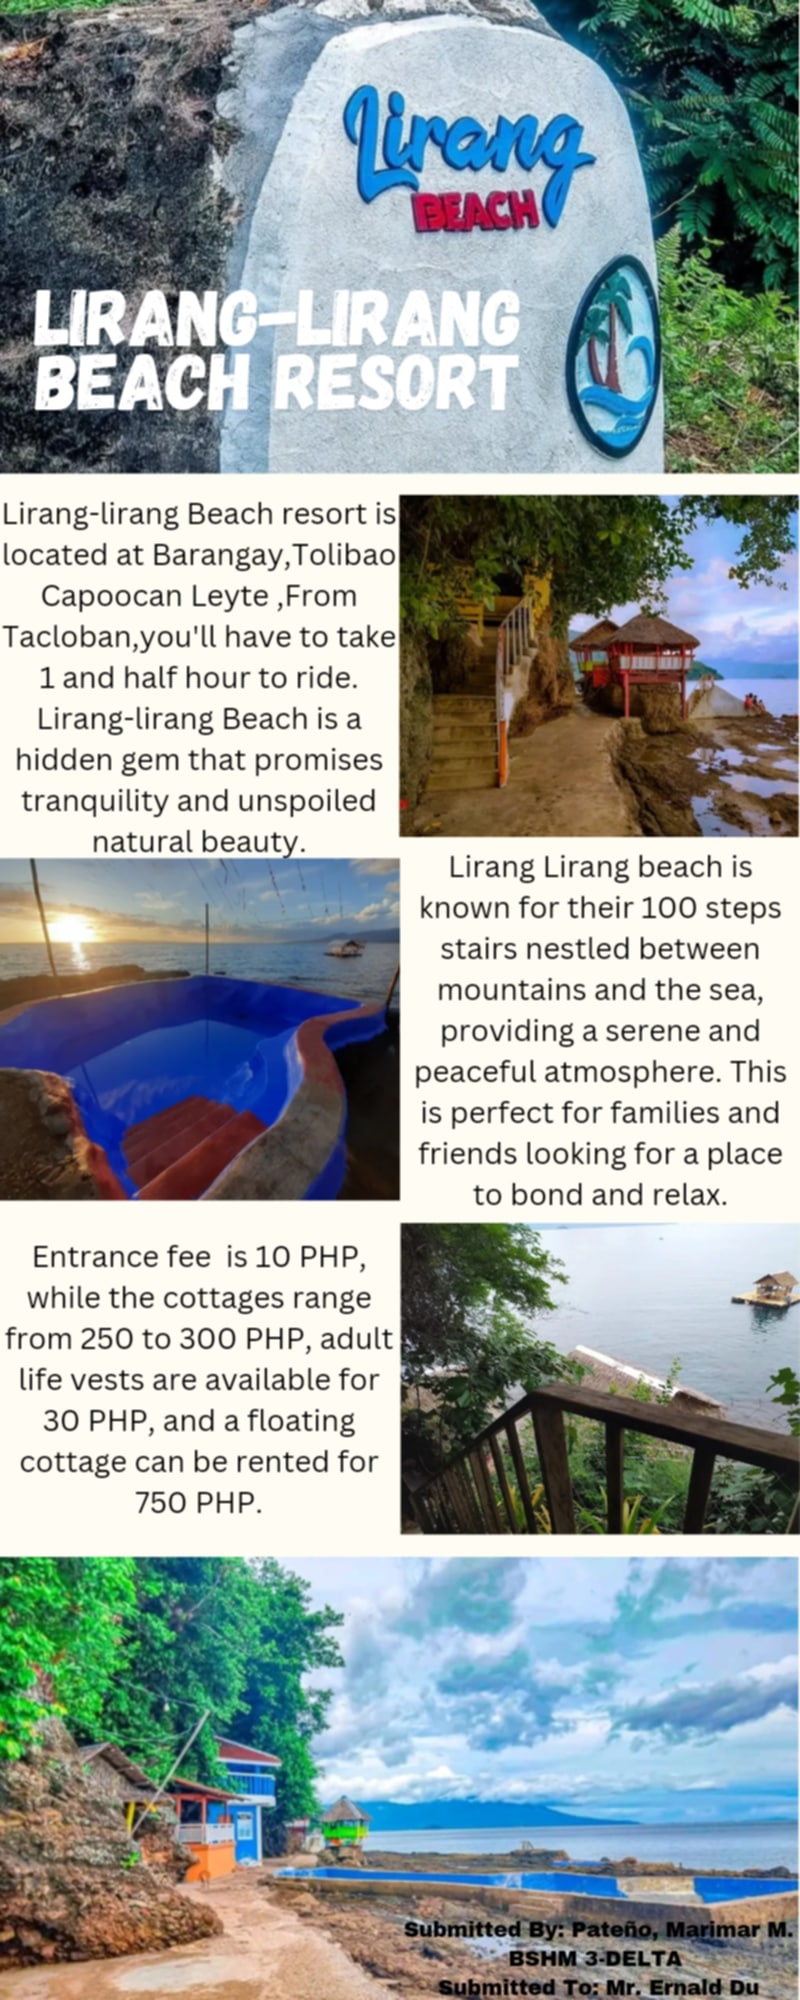 Lirang
BEACH
LIRANG-LIRANG
BEACH RESORT
Lirang-lirang Beach resort is
located at Barangay,Tolibao
Capoocan Leyte ,From
Tacloban,you'll have to take
1 and half hour to ride.
Lirang-lirang Beach is a
hidden gem that promises
tranquility and unspoiled
natural beauty.
Lirang Lirang beach is
known for their 100 steps
stairs nestled between
mountains and the sea,
providing a serene and
peaceful atmosphere. This
is perfect for families and
friends looking for a place
to bond and relax.
Entrance fee  is 10 PHP,
while the cottages range
from 250 to 300 PHP, adult
life vests are available for
30 PHP, and a floating
cottage can be rented for
750 PHP.
Submitted By: Pateño, Marimar M.
BSHM 3-DELTA
Submitted To: Mr. Ernald Du